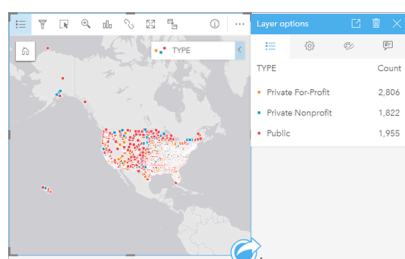 Layer options
TYPE
TYPE Count
Private For-Profit 2,806
Private Nonprofit 1,822
Public 1,955